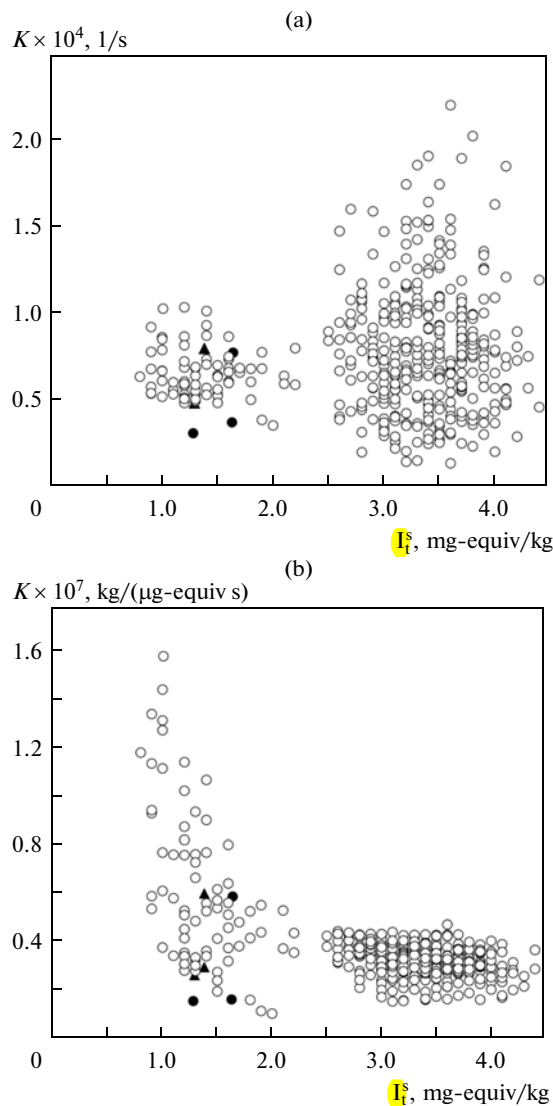 (a)
K × 10⁴, 1/s
2.0
1.5
1.0
0.5
0 1.0 2.0 3.0 4.0
Iₜˢ, mg-equiv/kg
(b)
K × 10⁷, kg/(μg-equiv s)
1.6
1.2
0.8
0.4
0 1.0 2.0 3.0 4.0
Iₜˢ, mg-equiv/kg